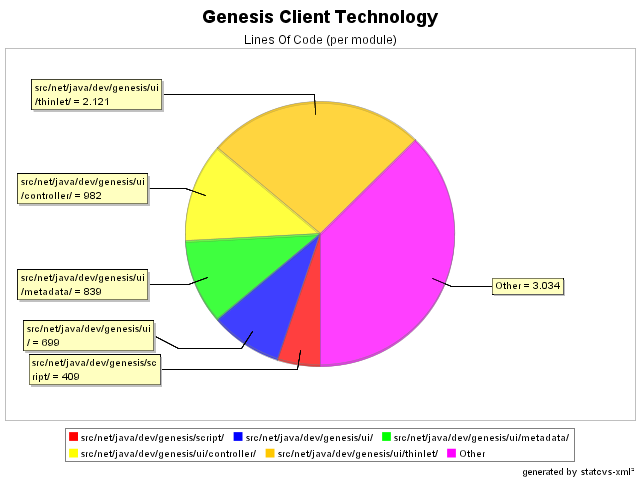 Genesis Client Technology
Lines Of Code (per module)
src/net/java/dev/genesis/ui
/thinlet/ = 2.121
src/net/java/dev/genesis/ui
/controller/ = 982
src/net/java/dev/genesis/ui
/metadata/ = 839
Other = 3.034
src/net/java/dev/genesis/ui
/ = 699
src/net/java/dev/genesis/sc
ript/ = 409
src/net/java/dev/genesis/script/ src/net/java/dev/genesis/ui/ src/net/java/dev/genesis/ui/metadata/
src/net/java/dev/genesis/ui/controller/ src/net/java/dev/genesis/ui/thinlet/ Other
generated by statcvs-xml²